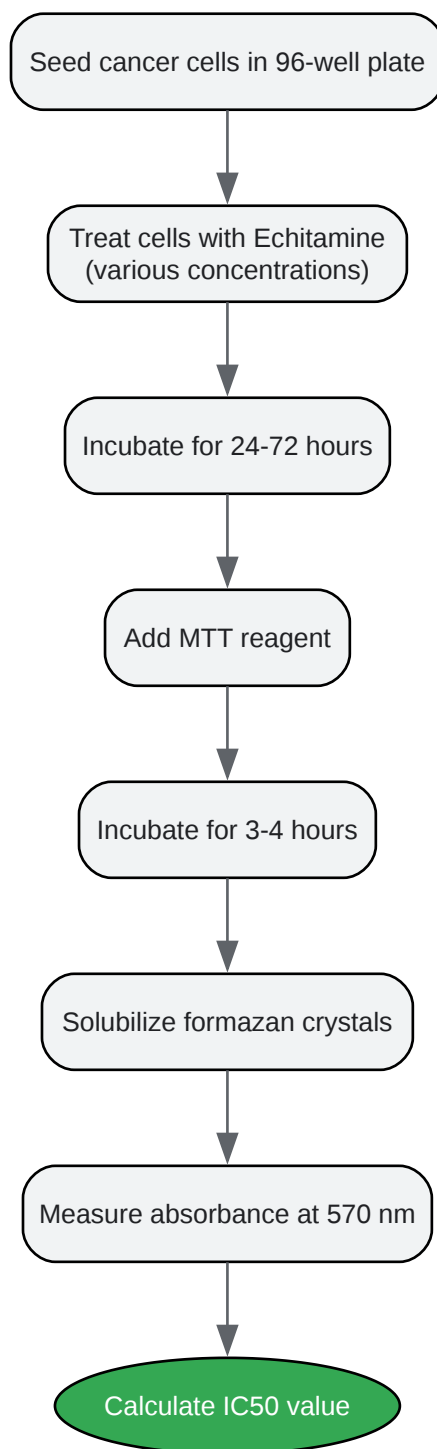 Seed cancer cells in 96-well plate
Treat cells with Echitamine
(various concentrations)
Incubate for 24-72 hours
Add MTT reagent
Incubate for 3-4 hours
Solubilize formazan crystals
Measure absorbance at 570 nm
Calculate IC50 value